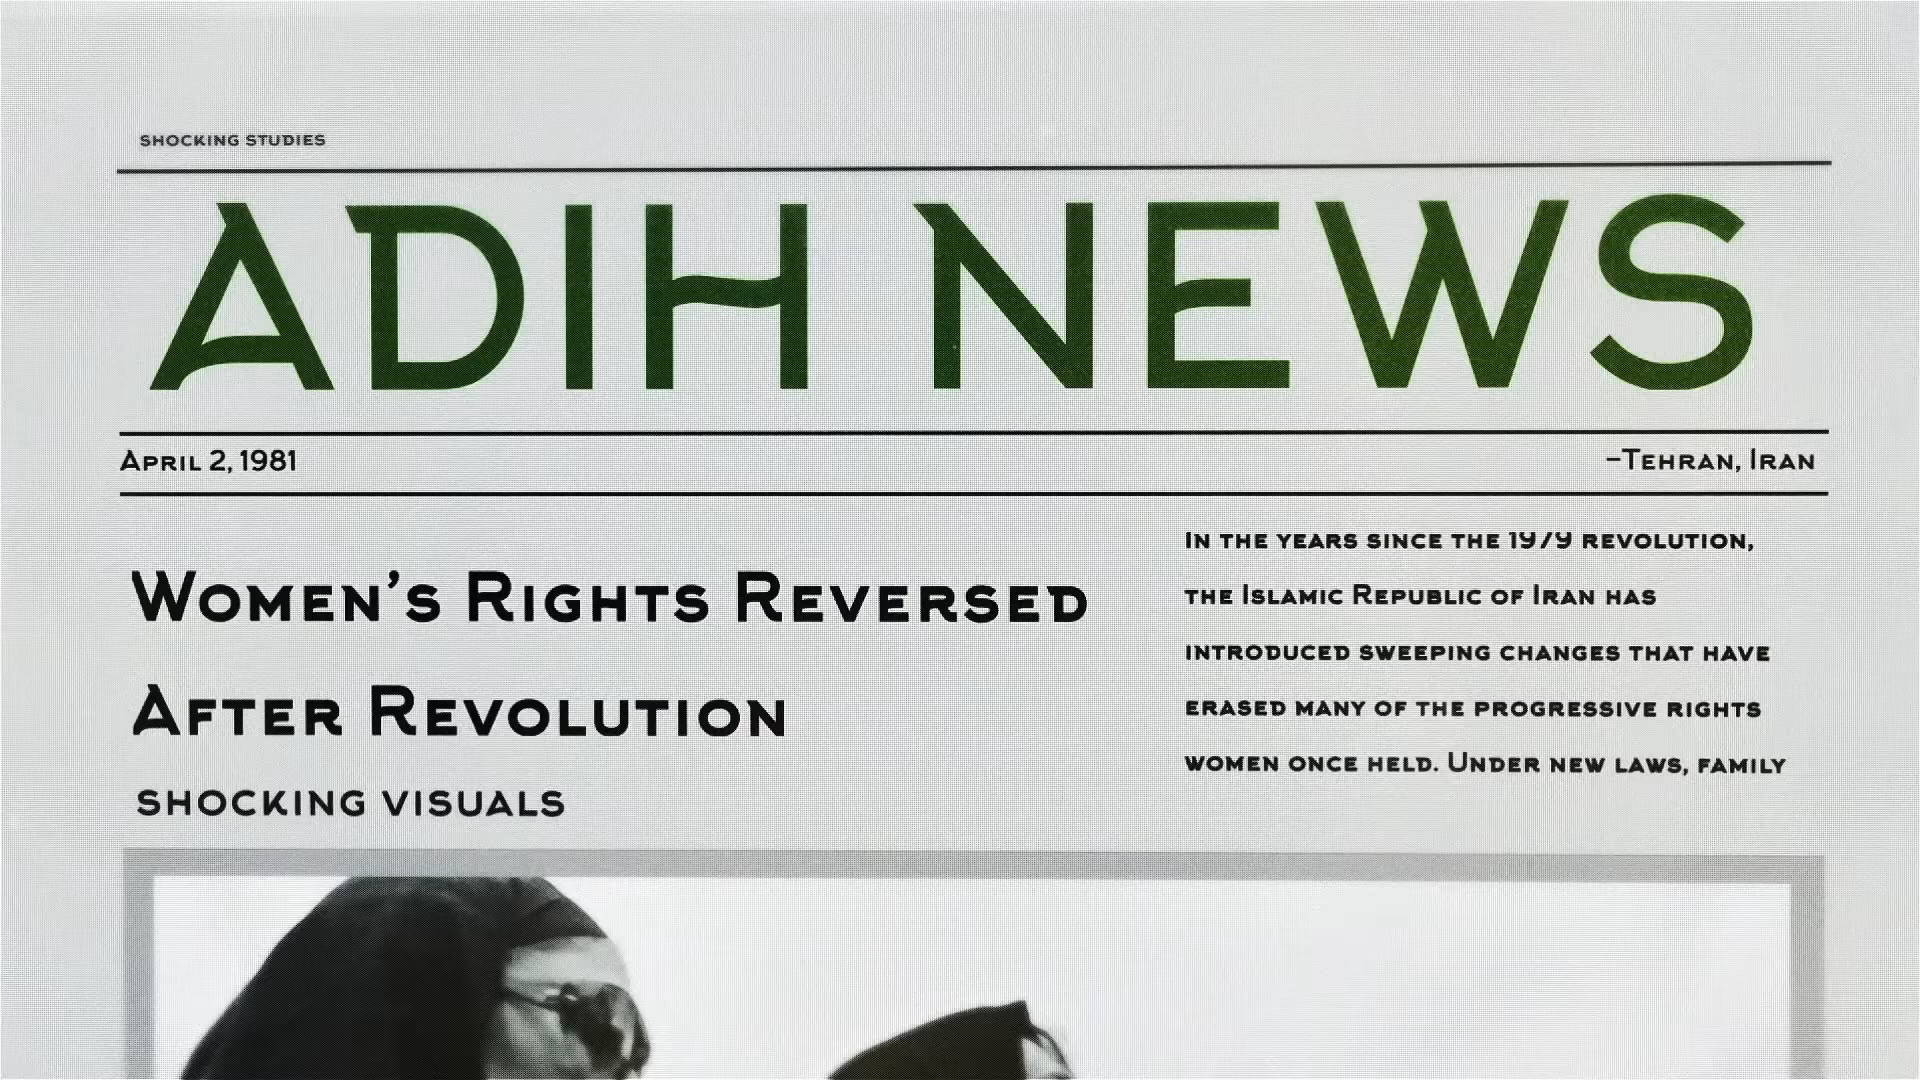 SHOCKING STUDIES
ADIH NEWS
APRIL 2, 1981
–TEHRAN, IRAN
WOMEN'S RIGHTS REVERSED
AFTER REVOLUTION
SHOCKING VISUALS
IN THE YEARS SINCE THE 1979 REVOLUTION,
THE ISLAMIC REPUBLIC OF IRAN HAS
INTRODUCED SWEEPING CHANGES THAT HAVE
ERASED MANY OF THE PROGRESSIVE RIGHTS
WOMEN ONCE HELD. UNDER NEW LAWS, FAMILY